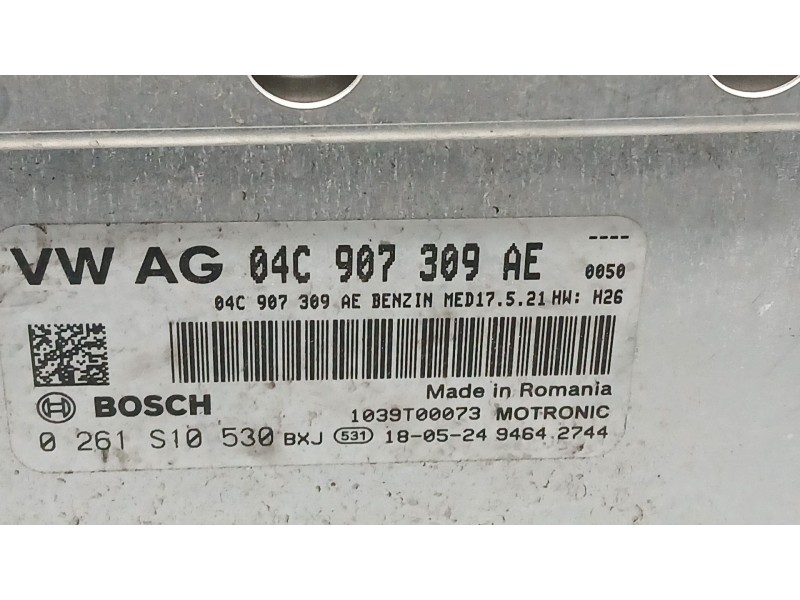 VW AG 04C 907 309 AE ----
0050
04C 907 309 AE BENZIN MED17.5.21 HW: H26
Made in Romania
BOSCH 1039T00073 MOTRONIC
0 261 S10 530 BXJ 531 18-05-24 9464.2744